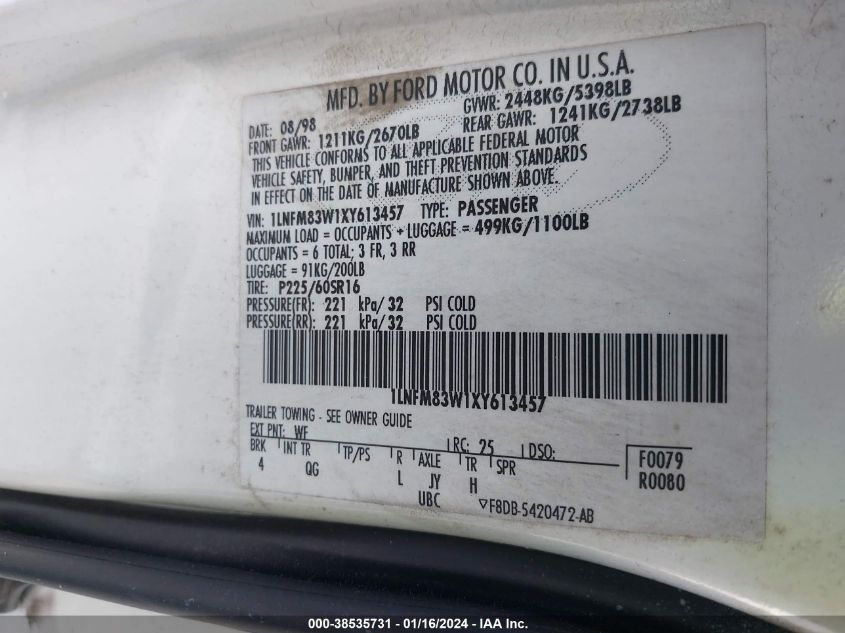 MFD. BY FORD MOTOR CO. IN U.S.A.
DATE: 08/98 GVWR: 2448KG/5398LB
FRONT GAWR: 1211KG/2670LB REAR GAWR: 1241KG/2738LB
THIS VEHICLE CONFORMS TO ALL APPLICABLE FEDERAL MOTOR
VEHICLE SAFETY, BUMPER, AND THEFT PREVENTION STANDARDS
IN EFFECT ON THE DATE OF MANUFACTURE SHOWN ABOVE.
VIN: 1LNFM83W1XY613457 TYPE: PASSENGER
MAXIMUM LOAD = OCCUPANTS + LUGGAGE = 499KG/1100LB
OCCUPANTS = 6 TOTAL; 3 FR, 3 RR
LUGGAGE = 91KG/200LB
TIRE: P225/60SR16
PRESSURE(FR): 221 kPa/ 32 PSI COLD
PRESSURE(RR): 221 kPa/ 32 PSI COLD
1LNFM83W1XY613457
TRAILER TOWING - SEE OWNER GUIDE
EXT PNT: WF RC: 25 DSO:
BRK INT TR TP/PS R AXLE TR SPR F0079
4 QG L JY H R0080
UBC ▽F8DB-5420472-AB
000-38535731 - 01/16/2024 - IAA Inc.